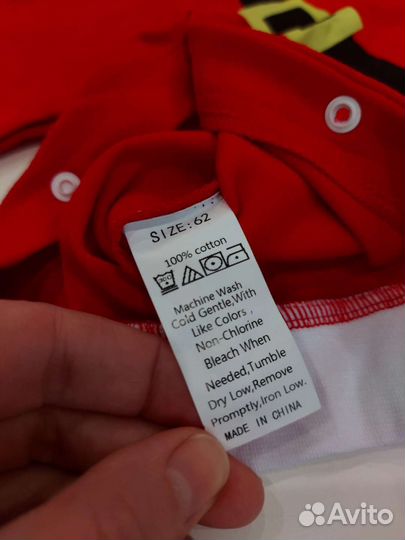 SIZE:62
100% cotton
Machine Wash
Cold Gentle,With
Like Colors,
Non-Chlorine
Bleach When
Needed,Tumble
Dry Low,Remove
Promptly,Iron Low.
MADE IN CHINA
Avito